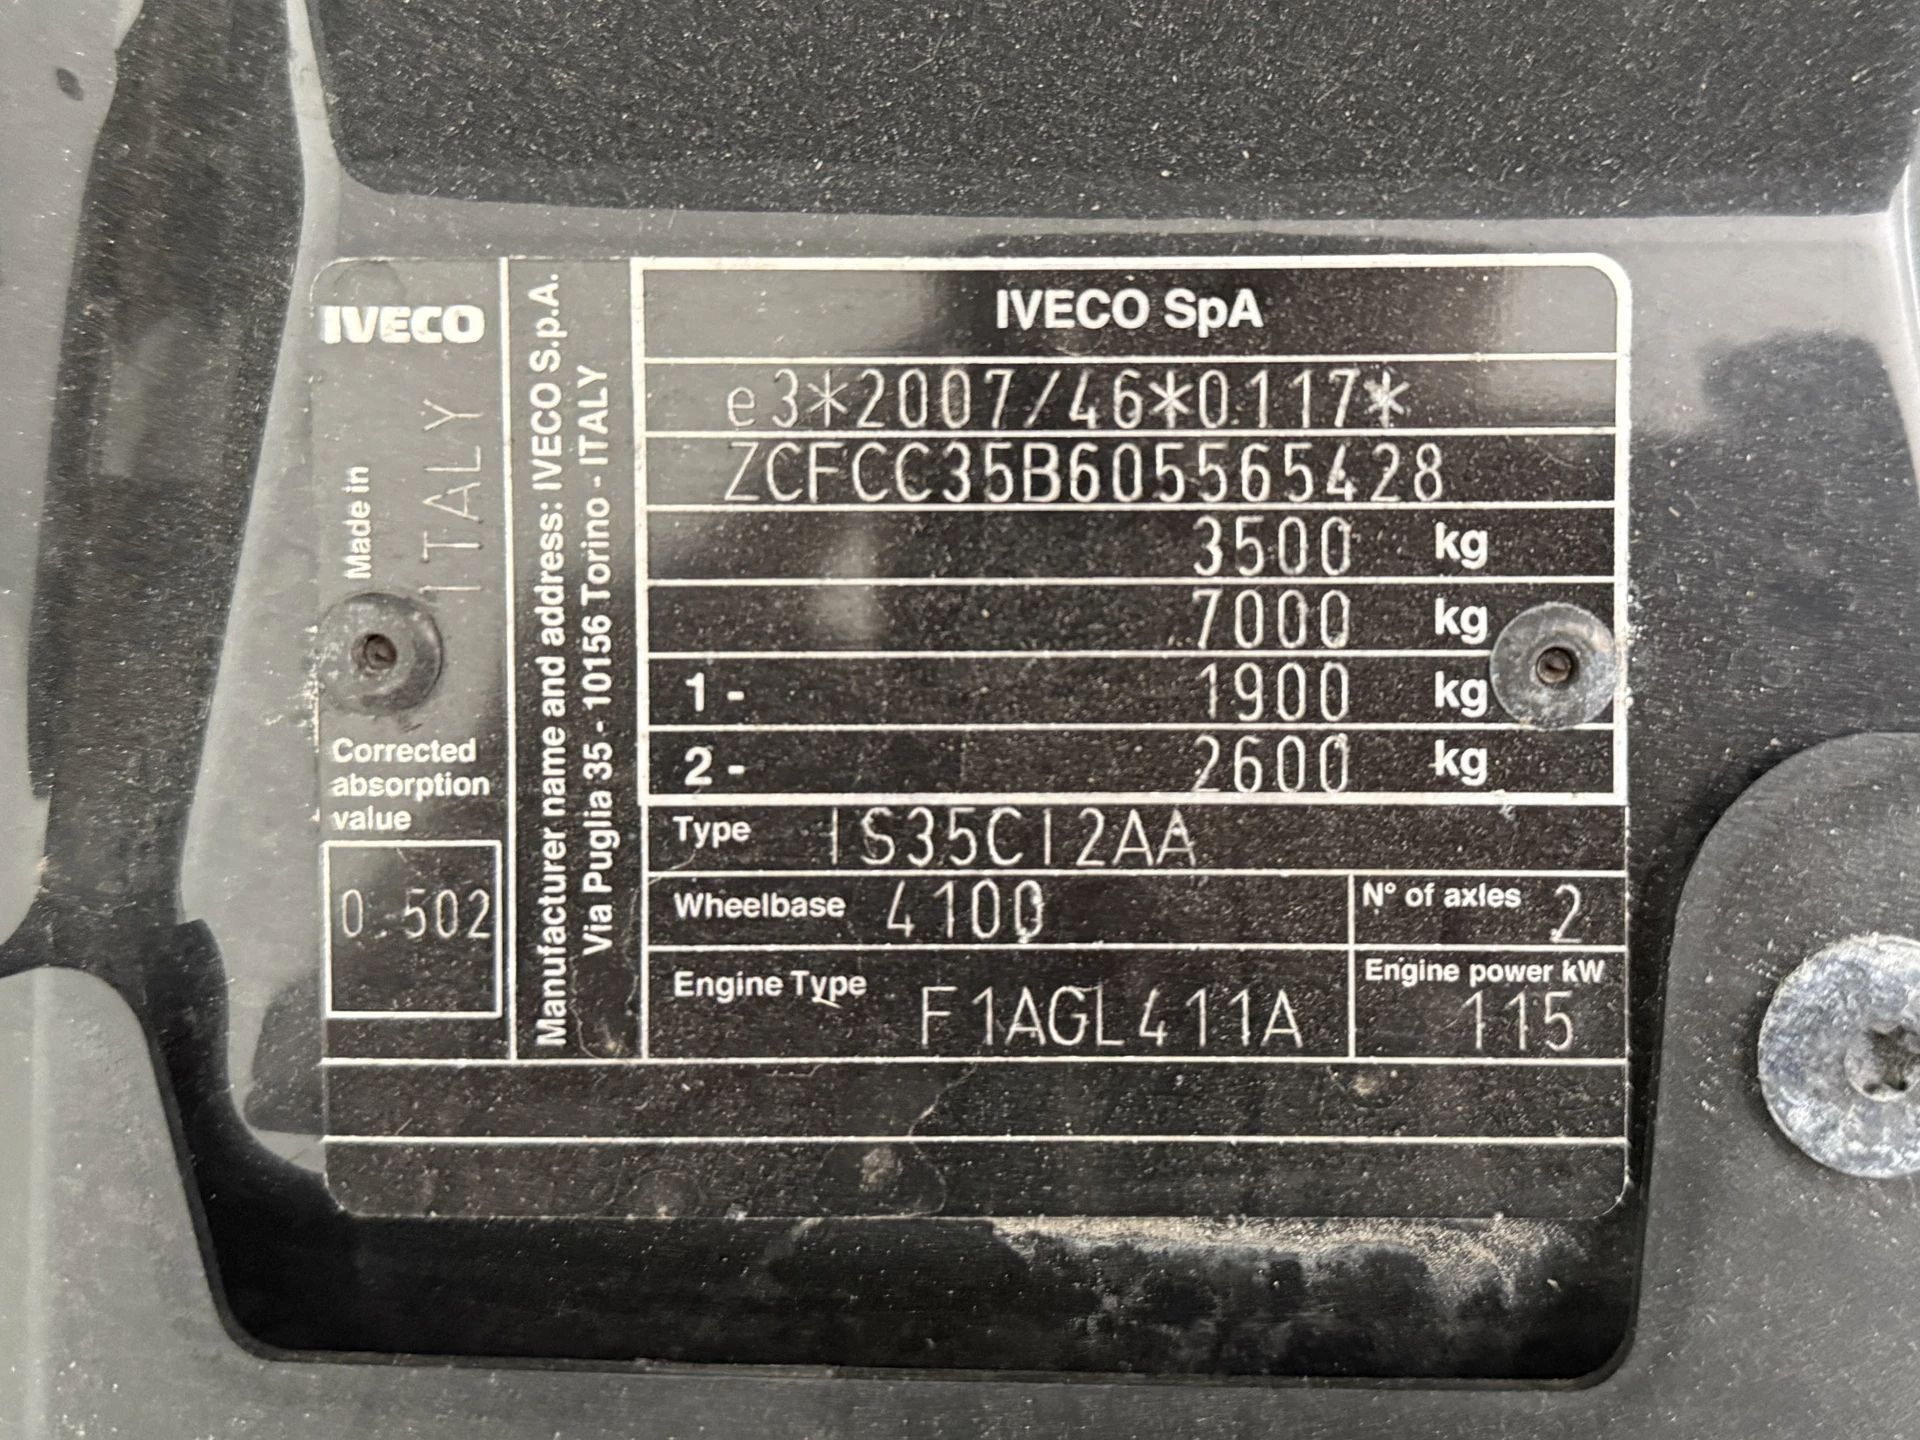 IVECO
Made in
ITALY
Corrected
absorption
value
0.502
Manufacturer name and address: IVECO S.p.A.
Via Puglia 35 - 10156 Torino - ITALY
IVECO SpA
e3*2007/46*0117*
ZCFCC35B605565428
3500 kg
7000 kg
1 - 1900 kg
2 - 2600 kg
Type IS35CI2AA
Wheelbase 4100
N° of axles 2
Engine Type F1AGL411A
Engine power kW 115